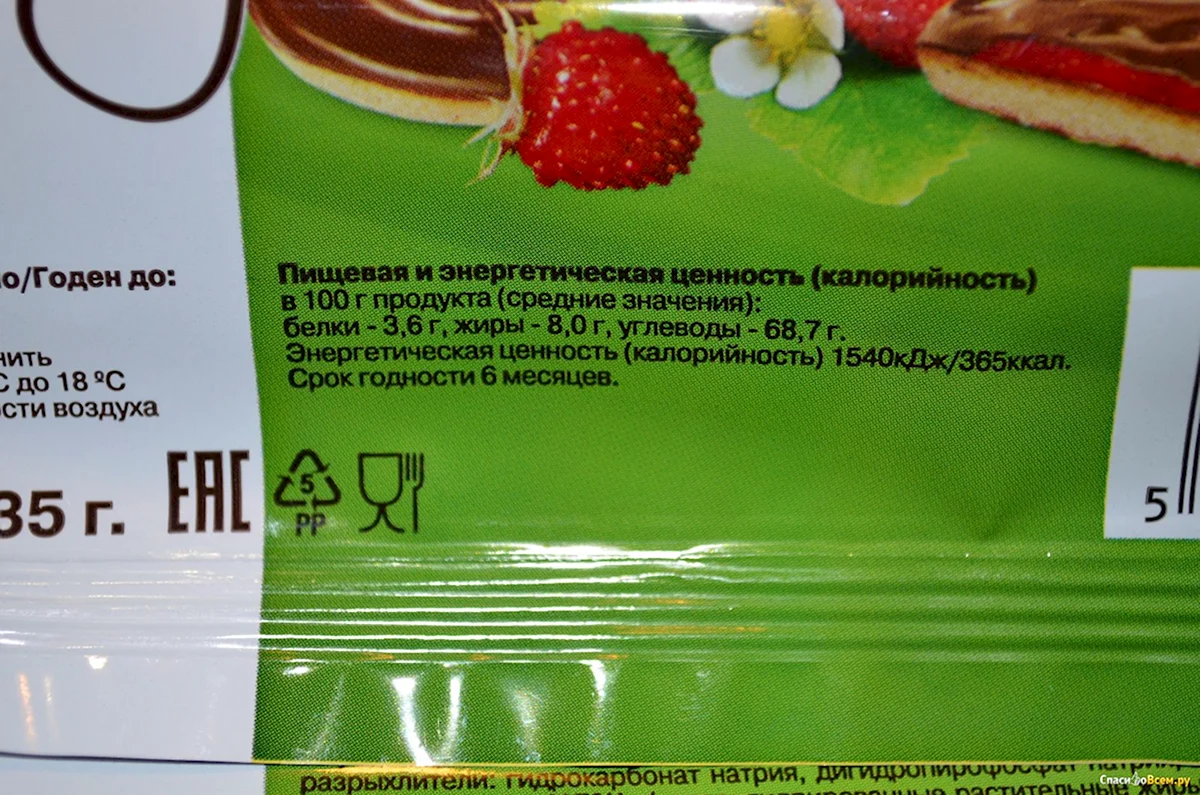 /Годен до:
С до 18 ºС
воздуха
35 г.
ЕАС
Пищевая и энергетическая ценность (калорийность)
в 100 г продукта (средние значения):
белки - 3,6 г, жиры - 8,0 г, углеводы - 68,7 г.
Энергетическая ценность (калорийность) 1540кДж/365ккал.
Срок годности 6 месяцев.
5
PP
5
разрыхлители: гидрокарбонат натрия, дигидропирофосфат натрия,
растительные
СпасибоВсем.ру